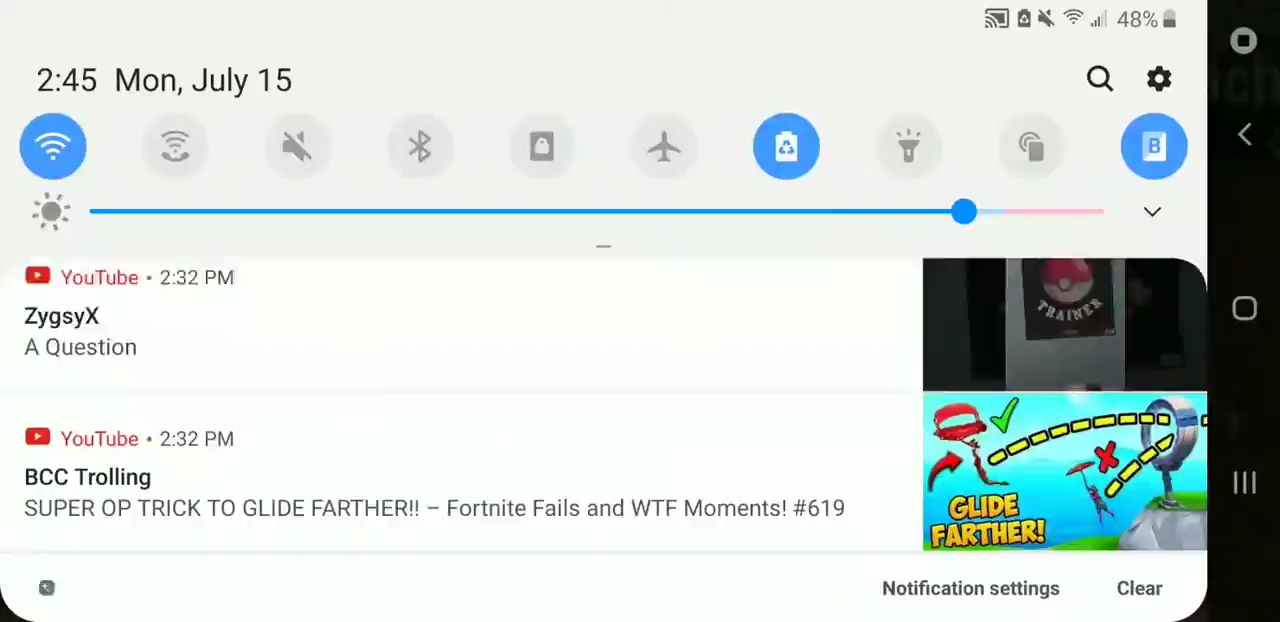 48%
2:45 Mon, July 15
B
YouTube • 2:32 PM
ZygsyX
A Question
TRAINER
YouTube • 2:32 PM
BCC Trolling
SUPER OP TRICK TO GLIDE FARTHER!! – Fortnite Fails and WTF Moments! #619
GLIDE
FARTHER!
Notification settings
Clear